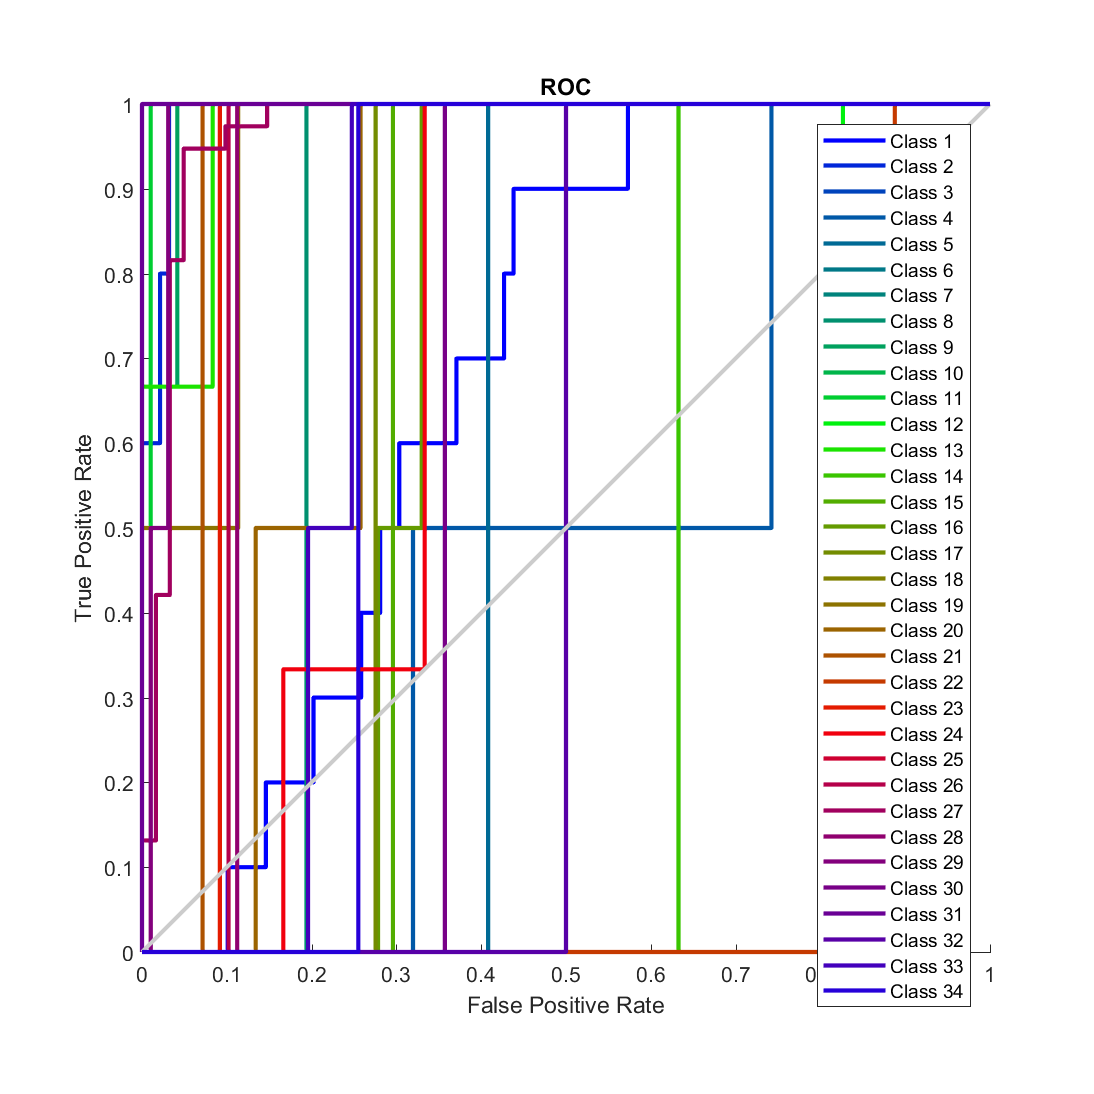 ROC
1
0.9
0.8
0.7
0.6
0.5
0.4
0.3
0.2
0.1
0
True Positive Rate
0 0.1 0.2 0.3 0.4 0.5 0.6 0.7 1
False Positive Rate
Class 1
Class 2
Class 3
Class 4
Class 5
Class 6
Class 7
Class 8
Class 9
Class 10
Class 11
Class 12
Class 13
Class 14
Class 15
Class 16
Class 17
Class 18
Class 19
Class 20
Class 21
Class 22
Class 23
Class 24
Class 25
Class 26
Class 27
Class 28
Class 29
Class 30
Class 31
Class 32
Class 33
Class 34